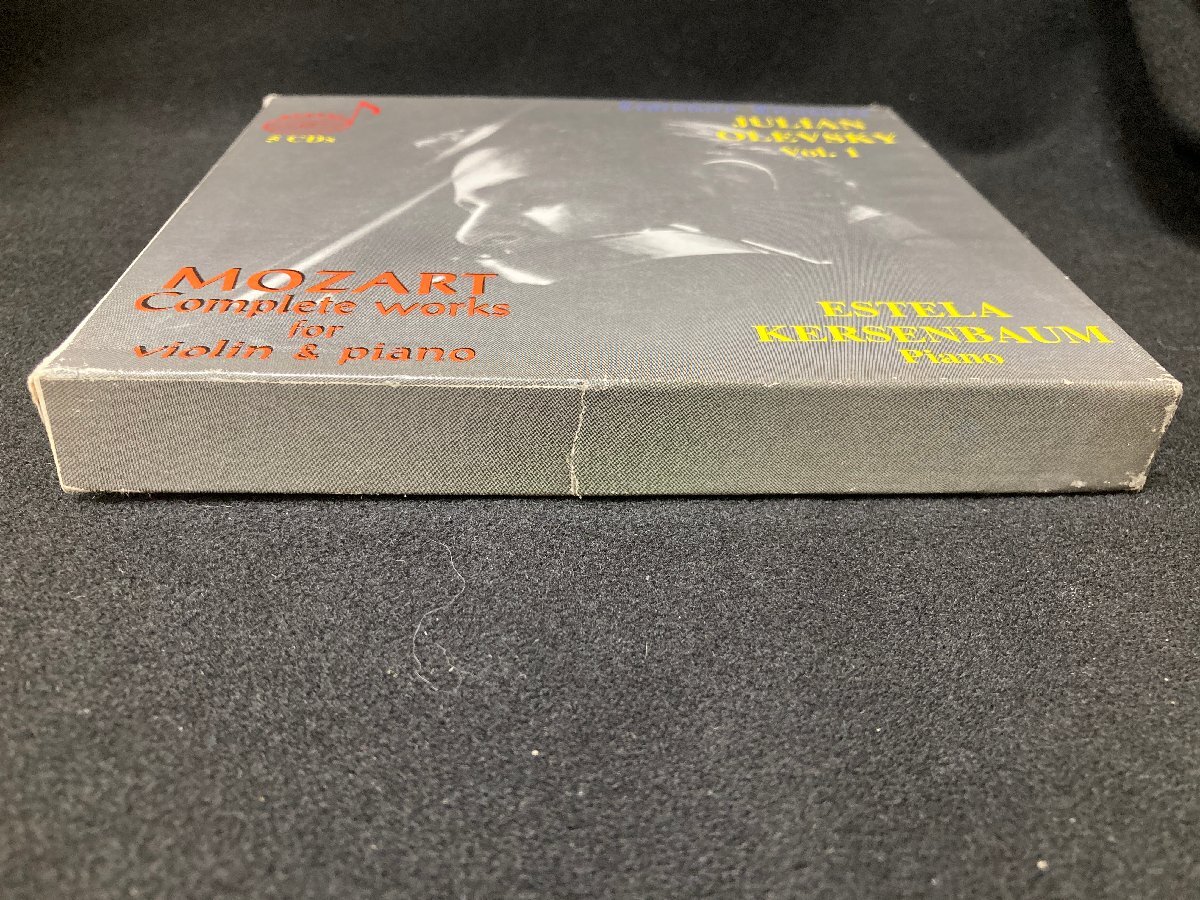 5 CDs
JULIAN
OLEVSKY
Vol. 1
MOZART
Complete works
for
violin & piano
ESTELA
KERSENBAUM
Piano